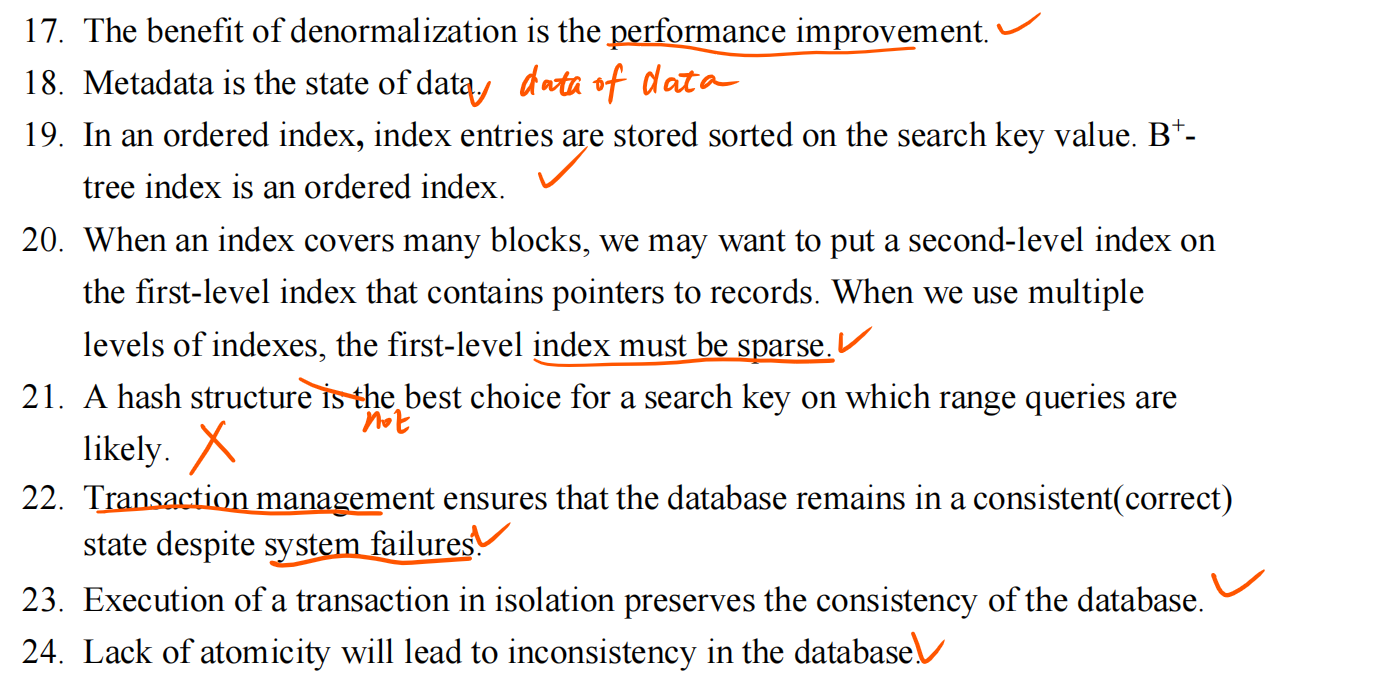 17. The benefit of denormalization is the performance improvement. ✓
18. Metadata is the state of data. ✓ data of data
19. In an ordered index, index entries are stored sorted on the search key value. B⁺-
tree index is an ordered index. ✓
20. When an index covers many blocks, we may want to put a second-level index on
the first-level index that contains pointers to records. When we use multiple
levels of indexes, the first-level index must be sparse. ✓
21. A hash structure is the best choice for a search key on which range queries are
not
likely. ✗
22. Transaction management ensures that the database remains in a consistent(correct)
state despite system failures. ✓
23. Execution of a transaction in isolation preserves the consistency of the database. ✓
24. Lack of atomicity will lead to inconsistency in the database. ✓